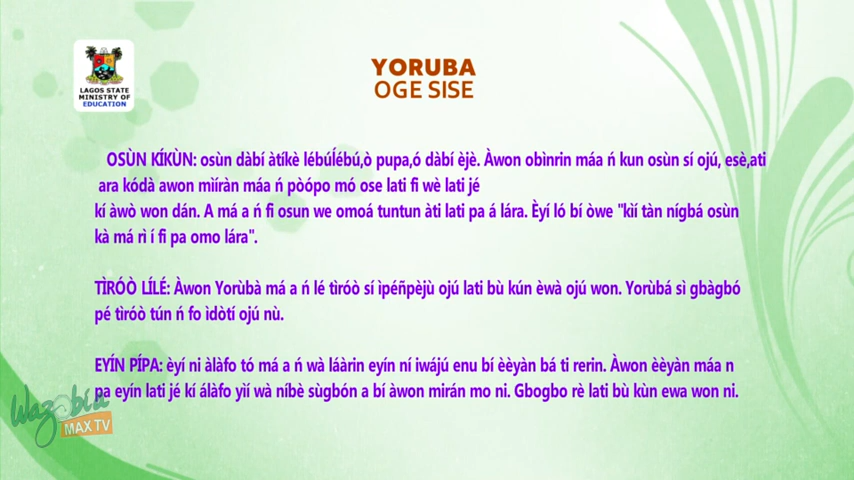 LAGOS STATE
MINISTRY OF
EDUCATION
YORUBA
OGE SISE
OSÙN KÍKÙN: osùn dàbí àtíkè lébúĺébú,ò pupa,ó dàbí èjè. Àwon obìnrin máa ń kun osùn sí ojú, esè,ati
ara kódà awon mìíràn máa ń pòópo mó ose lati fi wè lati jé
kí àwò won dán. A má a ń fi osun we omoá tuntun àti lati pa á lára. Èyí ló bí òwe "kìí tàn nígbá osùn
kà má rì í fi pa omo lára".
TÌRÓÒ LÍLÉ: Àwon Yorùbà má a ń lé tìróò sí ìpéñpèjù ojú lati bù kún èwà ojú won. Yorùbá sì gbàgbó
pé tìróò tún ń fo ìdòtí ojú nù.
EYÍN PÍPA: èyí ni àlàfo tó má a ń wà láàrin eyín ní iwájú enu bí èèyàn bá ti rerin. Àwon èèyàn máa n
pa eyín lati jé kí álàfo yìí wà níbè sùgbón a bí àwon mirán mo ni. Gbogbo rè lati bù kùn ewa won ni.
Wazobia
MAX TV